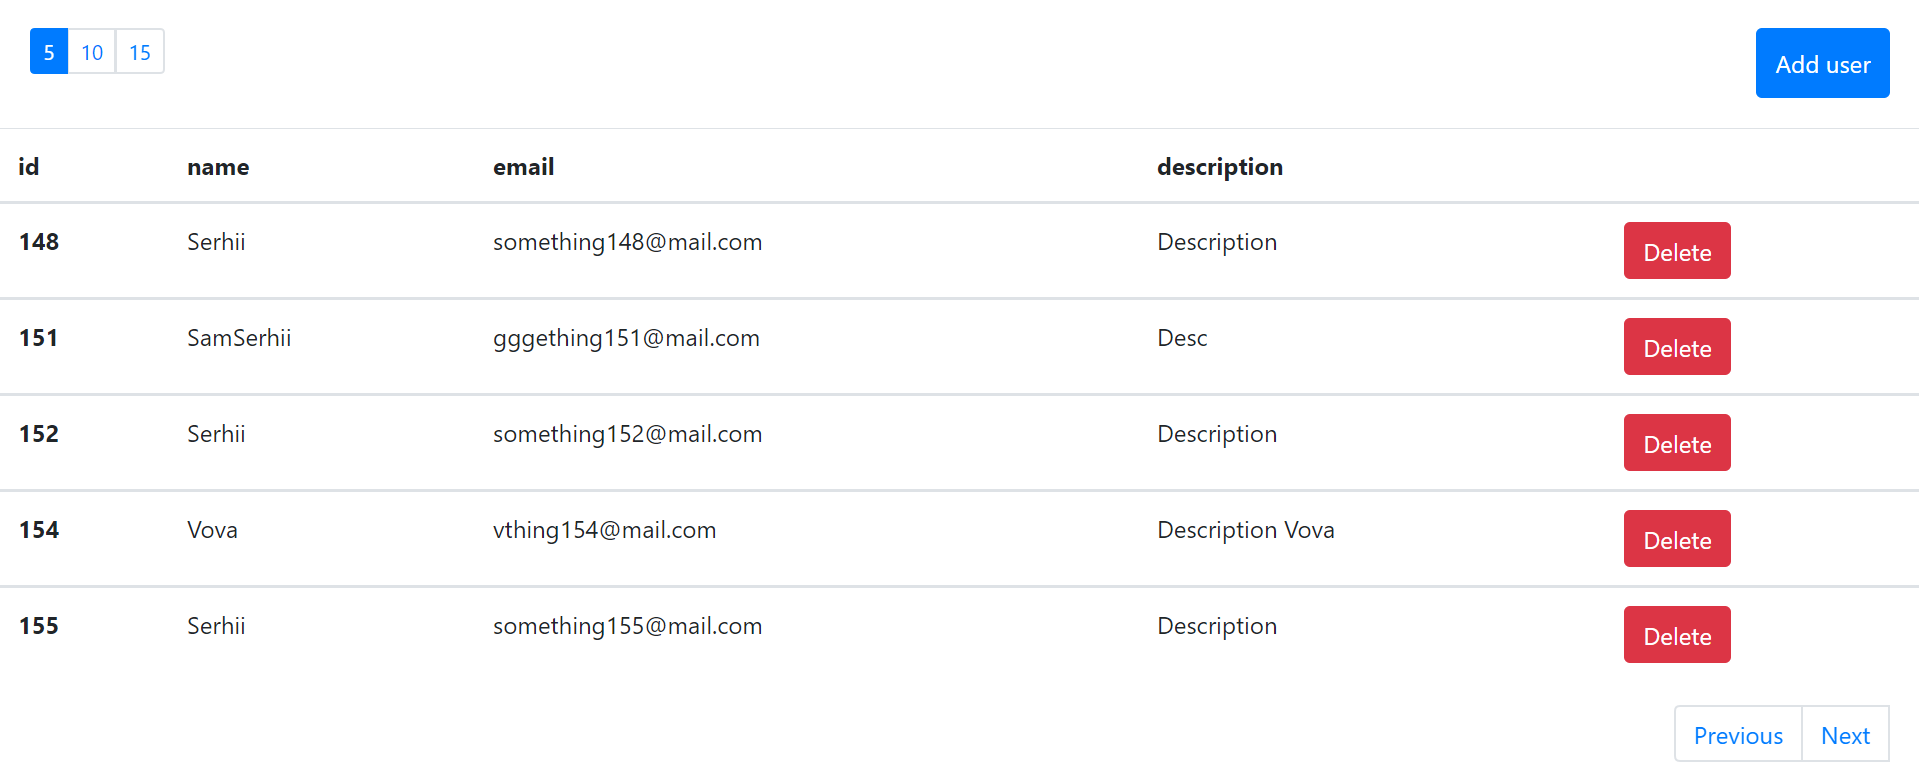 5 10 15 Add user
id name email description
148 Serhii something148@mail.com Description Delete
151 SamSerhii gggething151@mail.com Desc Delete
152 Serhii something152@mail.com Description Delete
154 Vova vthing154@mail.com Description Vova Delete
155 Serhii something155@mail.com Description Delete
Previous Next